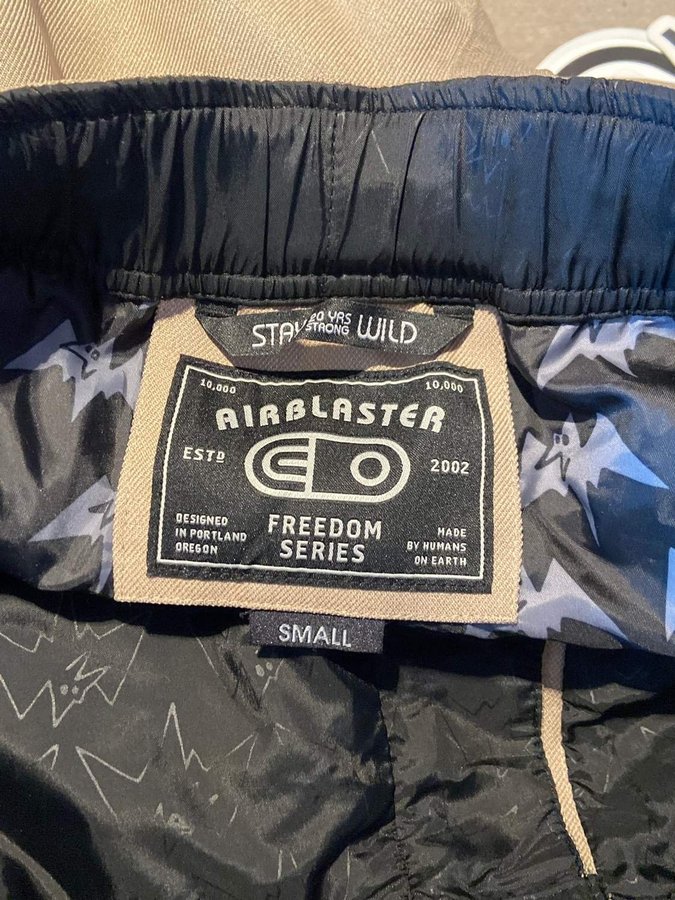 STAY 20 YRS STRONG WILD
10,000 10,000
AIRBLASTER
ESTD 2002
DESIGNED IN PORTLAND OREGON
FREEDOM SERIES
MADE BY HUMANS ON EARTH
SMALL